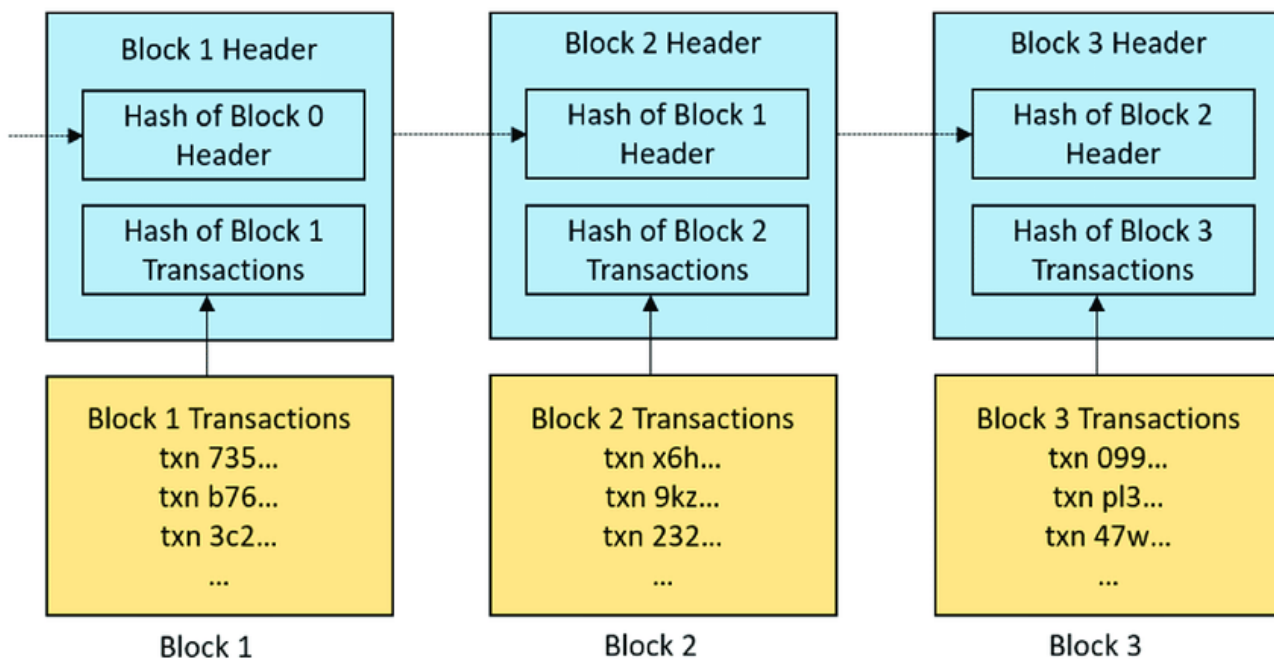 Block 1 Header
Hash of Block 0
Header
Hash of Block 1
Transactions
Block 1 Transactions
txn 735...
txn b76...
txn 3c2...
...
Block 1
Block 2 Header
Hash of Block 1
Header
Hash of Block 2
Transactions
Block 2 Transactions
txn x6h...
txn 9kz...
txn 232...
...
Block 2
Block 3 Header
Hash of Block 2
Header
Hash of Block 3
Transactions
Block 3 Transactions
txn 099...
txn pl3...
txn 47w...
...
Block 3